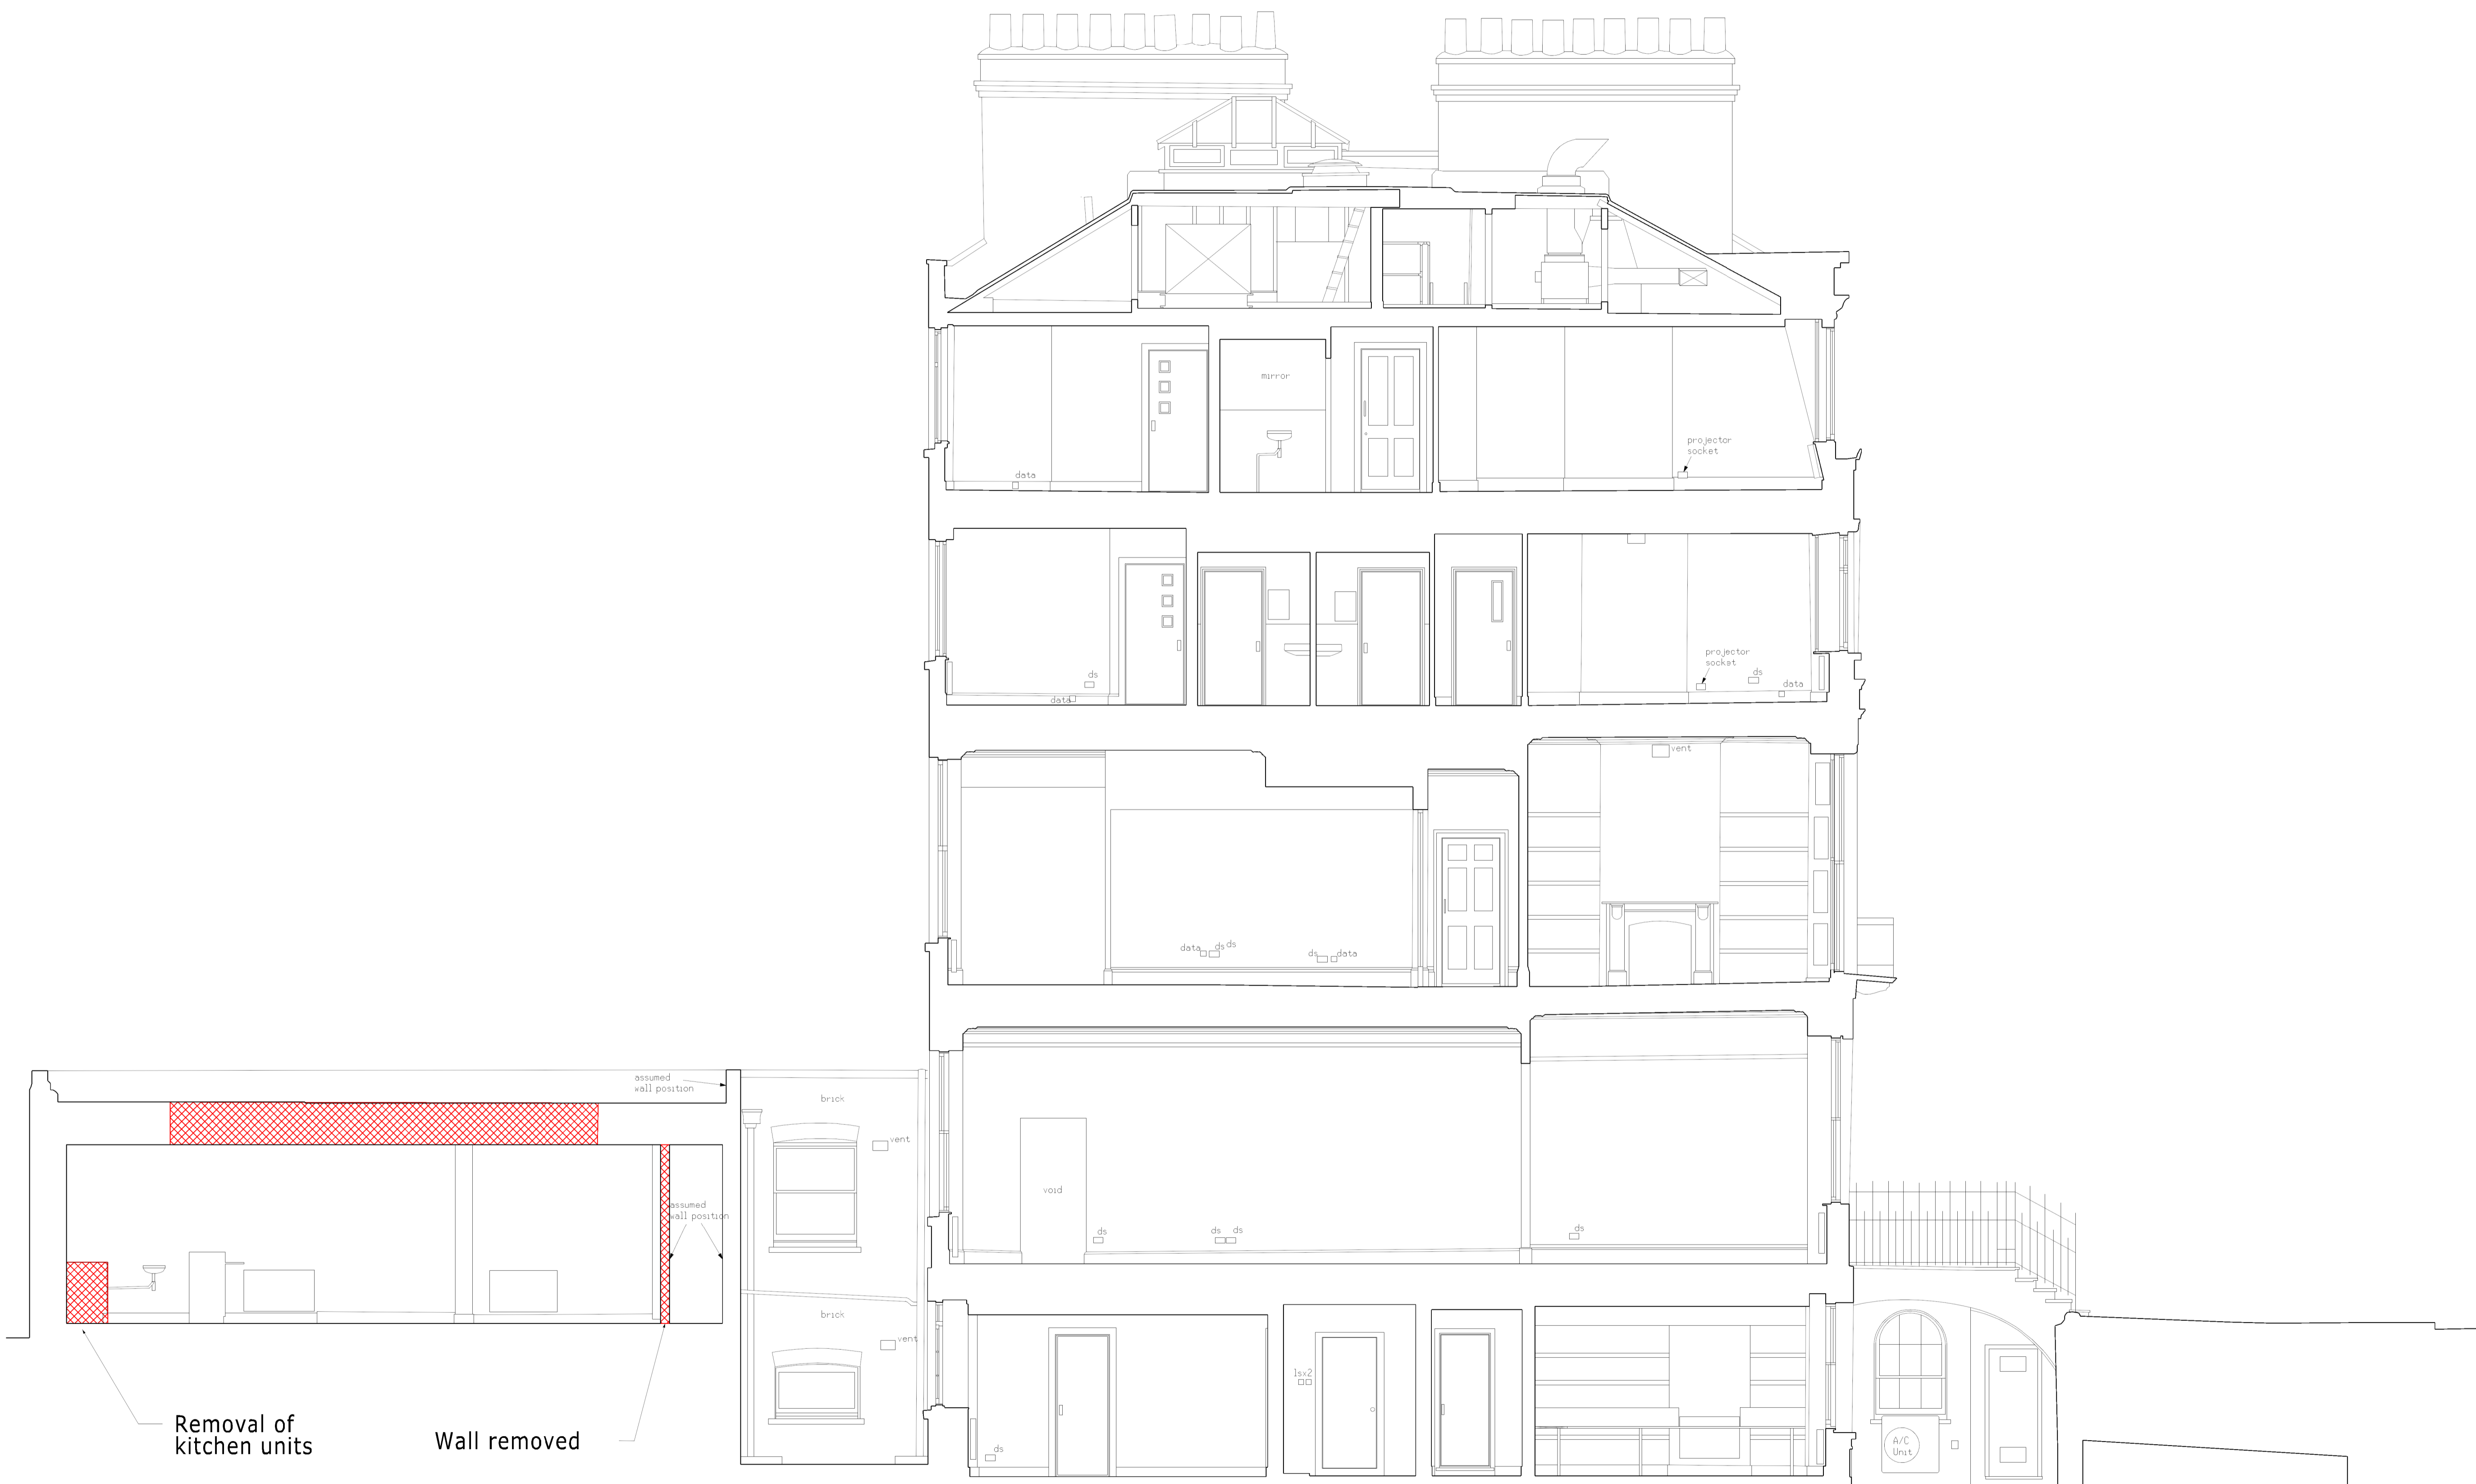 mirror
projector
socket
data
projector
socket
ds
ds
data
data
vent
data
ds
ds
ds
data
assumed
wall position
brick
vent
void
assumed
wall position
ds
ds
ds
ds
brick
vent
lsx2
ds
A/C
Unit
Removal of
kitchen units
Wall removed